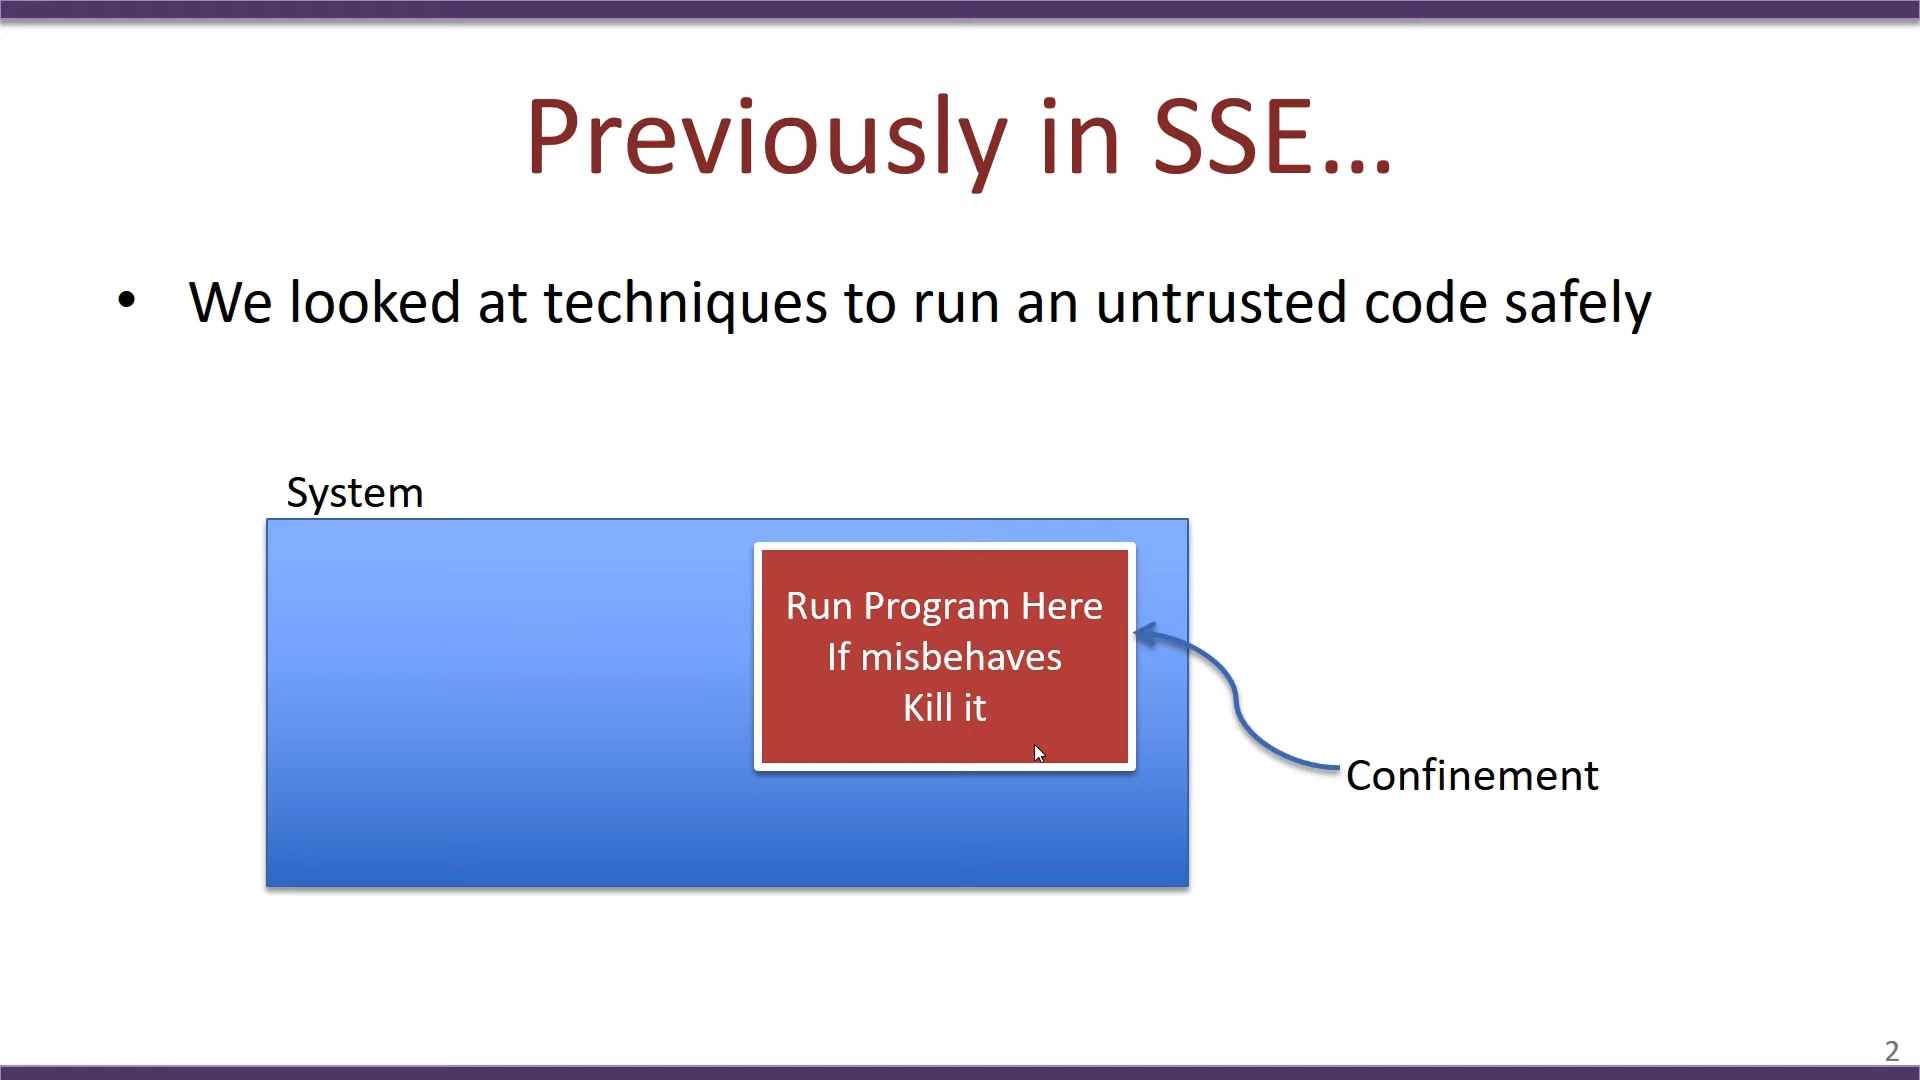 Previously in SSE...
• We looked at techniques to run an untrusted code safely
System
Run Program Here
If misbehaves
Kill it
Confinement
2